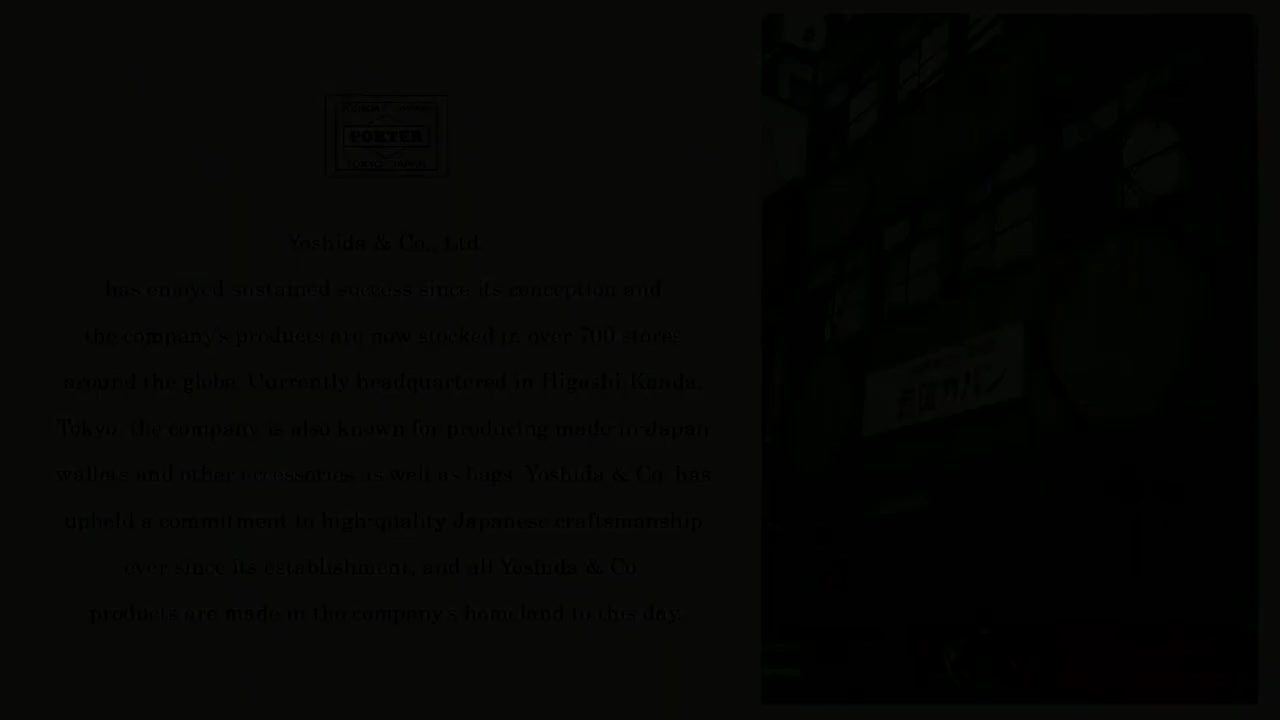 PORTER
TOKYO JAPAN
Yoshida & Co., Ltd
has enjoyed sustained success since its conception and
the company's products are now stocked in over 700 stores
around the globe. Currently headquartered in Higashi Kanda,
Tokyo, the company is also known for producing made in Japan
wallets and other accessories as well as bags. Yoshida & Co. has
upheld a commitment to high-quality Japanese craftsmanship
ever since its establishment, and all Yoshida & Co.
products are made in the company's homeland to this day.